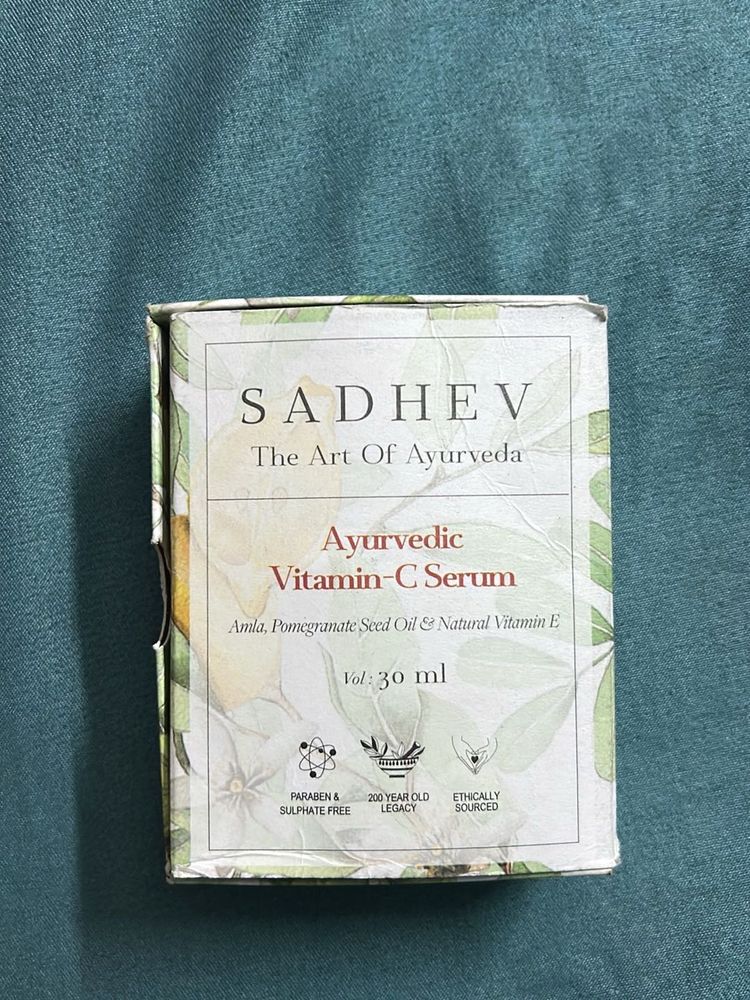 SADHEV
The Art Of Ayurveda
Ayurvedic
Vitamin-C Serum
Amla, Pomegranate Seed Oil & Natural Vitamin E
Vol : 30 ml
PARABEN &
SULPHATE FREE
200 YEAR OLD
LEGACY
ETHICALLY
SOURCED